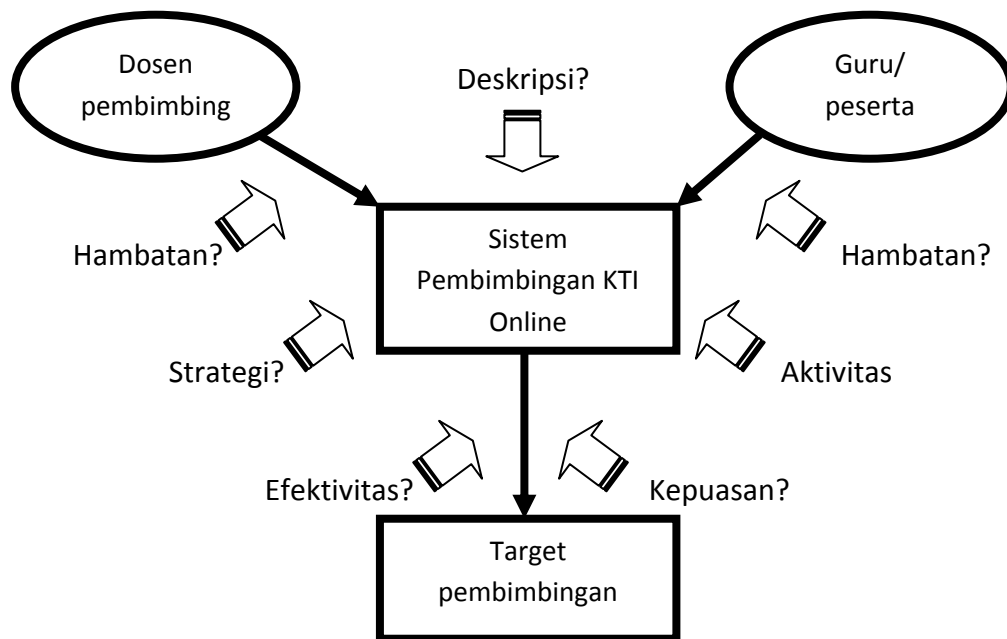 Dosen
pembimbing
Deskripsi?
Guru/
peserta
Hambatan?
Sistem
Pembimbingan KTI
Online
Hambatan?
Strategi?
Aktivitas
Efektivitas?
Kepuasan?
Target
pembimbingan